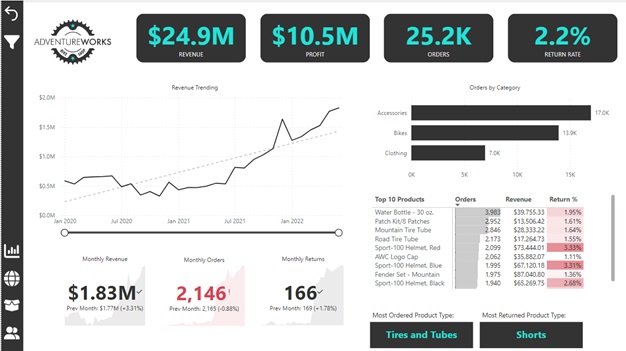 ADVENTUREWORKS
$24.9M
REVENUE
$10.5M
PROFIT
25.2K
ORDERS
2.2%
RETURN RATE
Revenue Trending
$2.0M
$1.5M
$1.0M
$0.5M
$0.0M
Jan 2020 Jul 2020 Jan 2021 Jul 2021 Jan 2022
Orders by Category
Accessories 17.0K
Bikes 13.9K
Clothing 7.0K
0K 5K 10K 15K
Top 10 Products Orders Revenue Return %
Water Bottle - 30 oz. 3,983 $39,755.33 1.95%
Patch Kit/8 Patches 2,952 $13,506.42 1.61%
Mountain Tire Tube 2,846 $28,333.22 1.64%
Road Tire Tube 2,173 $17,264.73 1.55%
Sport-100 Helmet, Red 2,099 $73,444.01 3.33%
AWC Logo Cap 2,062 $35,882.07 1.11%
Sport-100 Helmet, Blue 1,995 $67,120.18 3.31%
Fender Set - Mountain 1,975 $87,040.80 1.36%
Sport-100 Helmet, Black 1,940 $65,269.75 2.68%
Monthly Revenue
$1.83M
Prev Month: $1.77M (+3.31%)
Monthly Orders
2,146!
Prev Month: 2,165 (-0.88%)
Monthly Returns
166
Prev Month: 169 (+1.78%)
Most Ordered Product Type:
Tires and Tubes
Most Returned Product Type:
Shorts